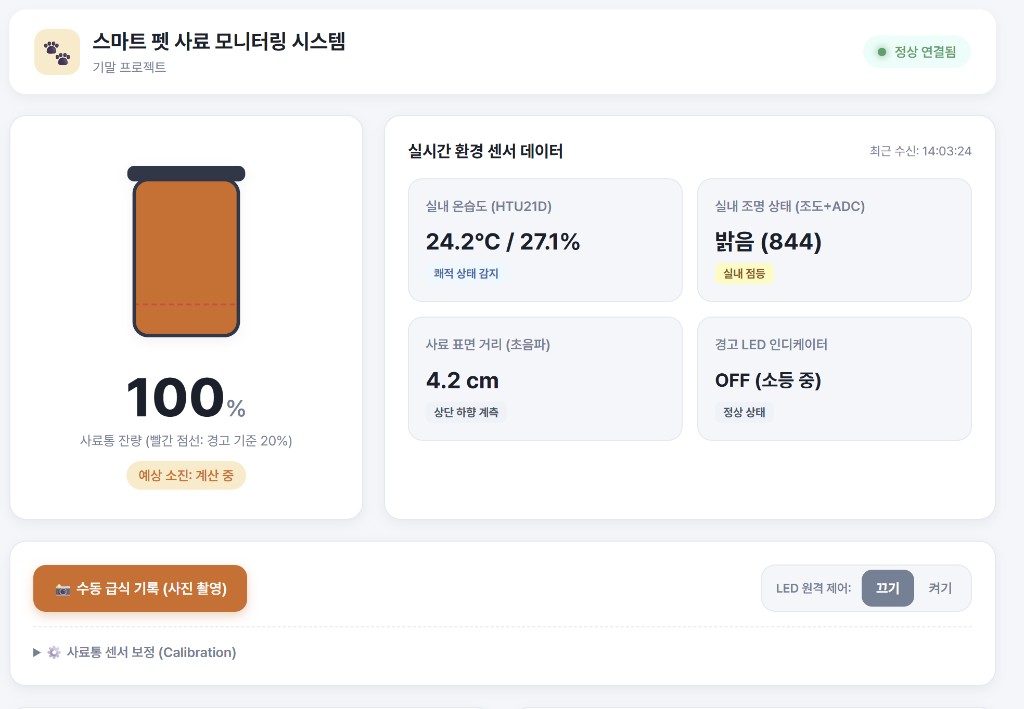 스마트 펫 사료 모니터링 시스템
기말 프로젝트
정상 연결됨
100%
사료통 잔량 (빨간 점선: 경고 기준 20%)
예상 소진: 계산 중
실시간 환경 센서 데이터
최근 수신: 14:03:24
실내 온습도 (HTU21D)
24.2°C / 27.1%
쾌적 상태 감지
실내 조명 상태 (조도+ADC)
밝음 (844)
실내 점등
사료 표면 거리 (초음파)
4.2 cm
상단 하향 계측
경고 LED 인디케이터
OFF (소등 중)
정상 상태
📷 수동 급식 기록 (사진 촬영)
LED 원격 제어:
끄기
켜기
▶ ⚙️ 사료통 센서 보정 (Calibration)